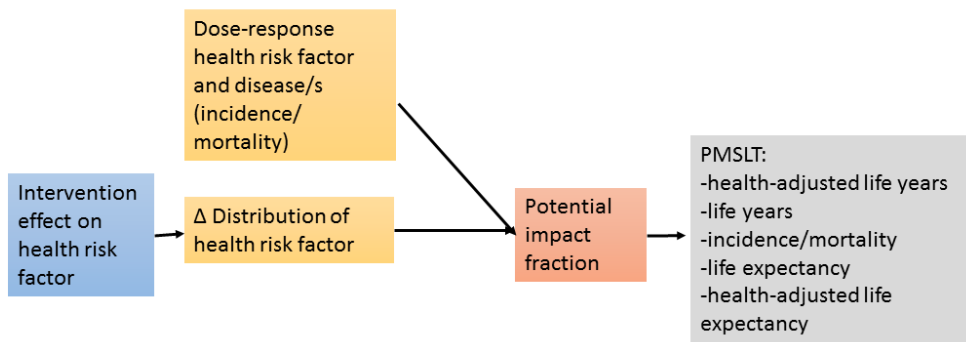 Dose-response
health risk factor
and disease/s
(incidence/
mortality)
Intervention
effect on
health risk
factor
Δ Distribution of
health risk factor
Potential
impact
fraction
PMSLT:
-health-adjusted life years
-life years
-incidence/mortality
-life expectancy
-health-adjusted life
expectancy